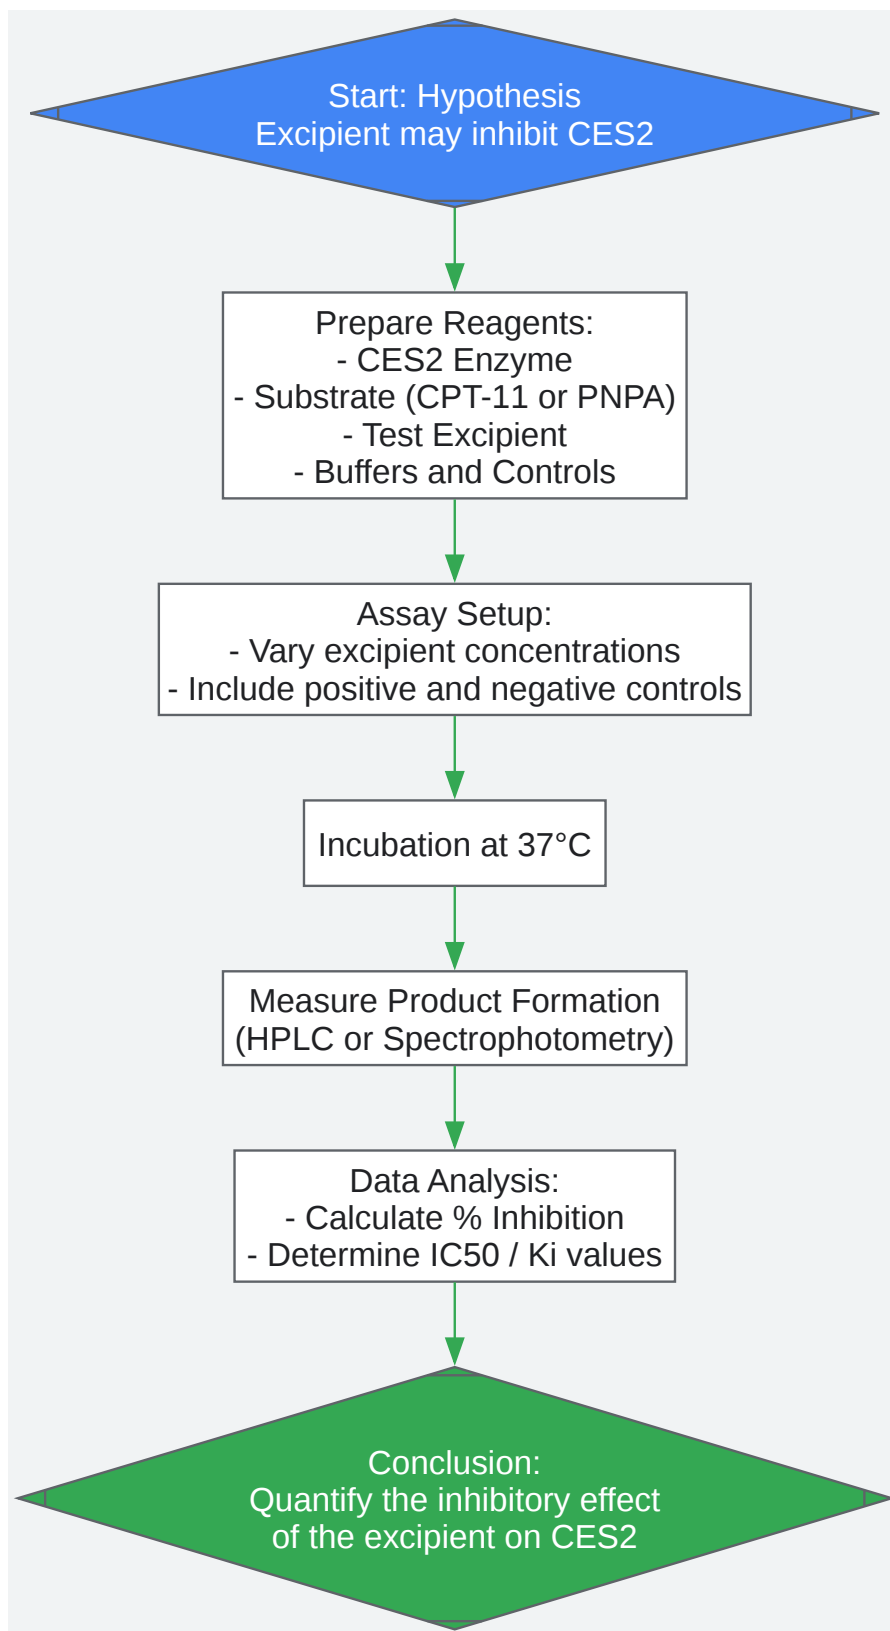 Start: Hypothesis
Excipient may inhibit CES2
Prepare Reagents:
- CES2 Enzyme
- Substrate (CPT-11 or PNPA)
- Test Excipient
- Buffers and Controls
Assay Setup:
- Vary excipient concentrations
- Include positive and negative controls
Incubation at 37°C
Measure Product Formation
(HPLC or Spectrophotometry)
Data Analysis:
- Calculate % Inhibition
- Determine IC50 / Ki values
Conclusion:
Quantify the inhibitory effect
of the excipient on CES2